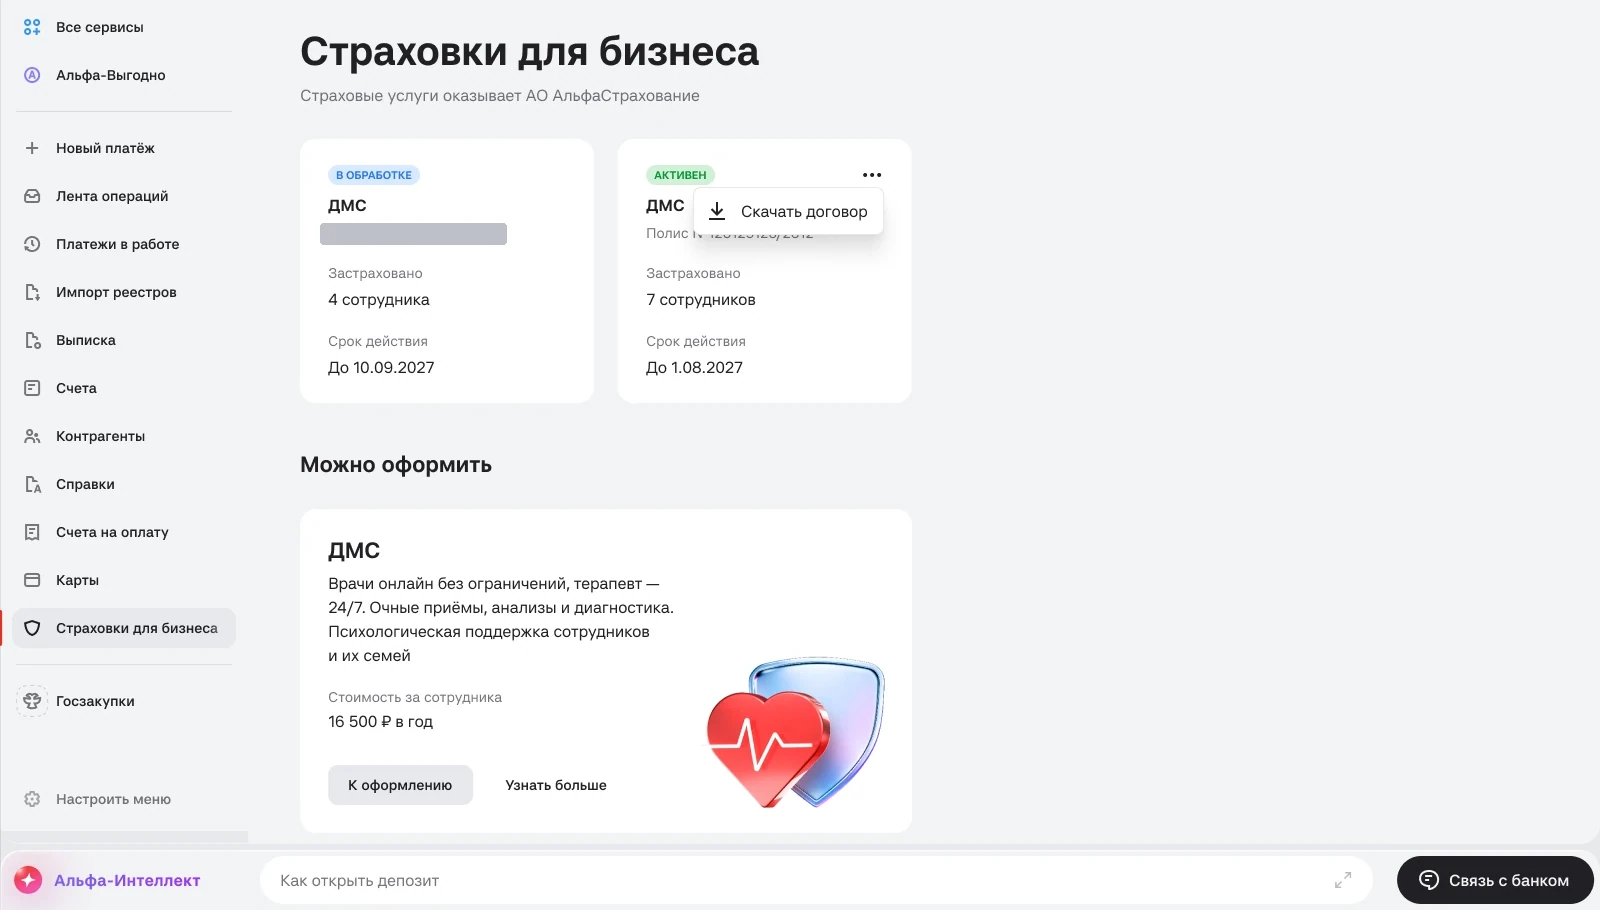 Все сервисы
Альфа-Выгодно
Новый платёж
Лента операций
Платежи в работе
Импорт реестров
Выписка
Счета
Контрагенты
Справки
Счета на оплату
Карты
Страховки для бизнеса
Госзакупки
Настроить меню
Страховки для бизнеса
Страховые услуги оказывает АО АльфаСтрахование
В ОБРАБОТКЕ
ДМС
Застраховано
4 сотрудника
Срок действия
До 10.09.2027
АКТИВЕН
ДМС
Скачать договор
Полис
Застраховано
7 сотрудников
Срок действия
До 1.08.2027
Можно оформить
ДМС
Врачи онлайн без ограничений, терапевт —
24/7. Очные приёмы, анализы и диагностика.
Психологическая поддержка сотрудников
и их семей
Стоимость за сотрудника
16 500 ₽ в год
К оформлению
Узнать больше
Альфа-Интеллект
Как открыть депозит
Связь с банком